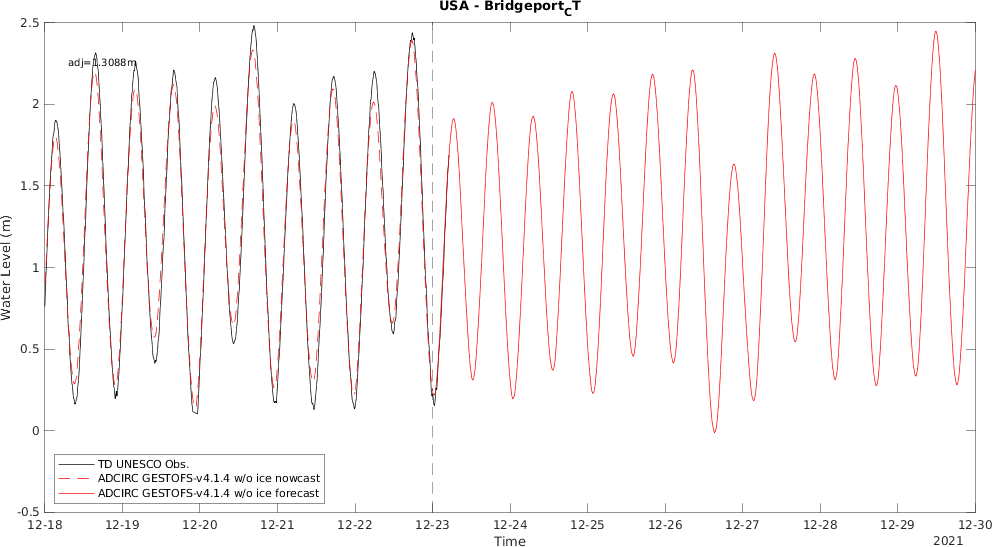 USA - Bridgeport_CT
adj=1.3088m
2.5
2
1.5
1
0.5
0
-0.5
Water Level (m)
TD UNESCO Obs.
ADCIRC GESTOFS-v4.1.4 w/o ice nowcast
ADCIRC GESTOFS-v4.1.4 w/o ice forecast
12-18 12-19 12-20 12-21 12-22 12-23 12-24 12-25 12-26 12-27 12-28 12-29 12-30
Time
2021